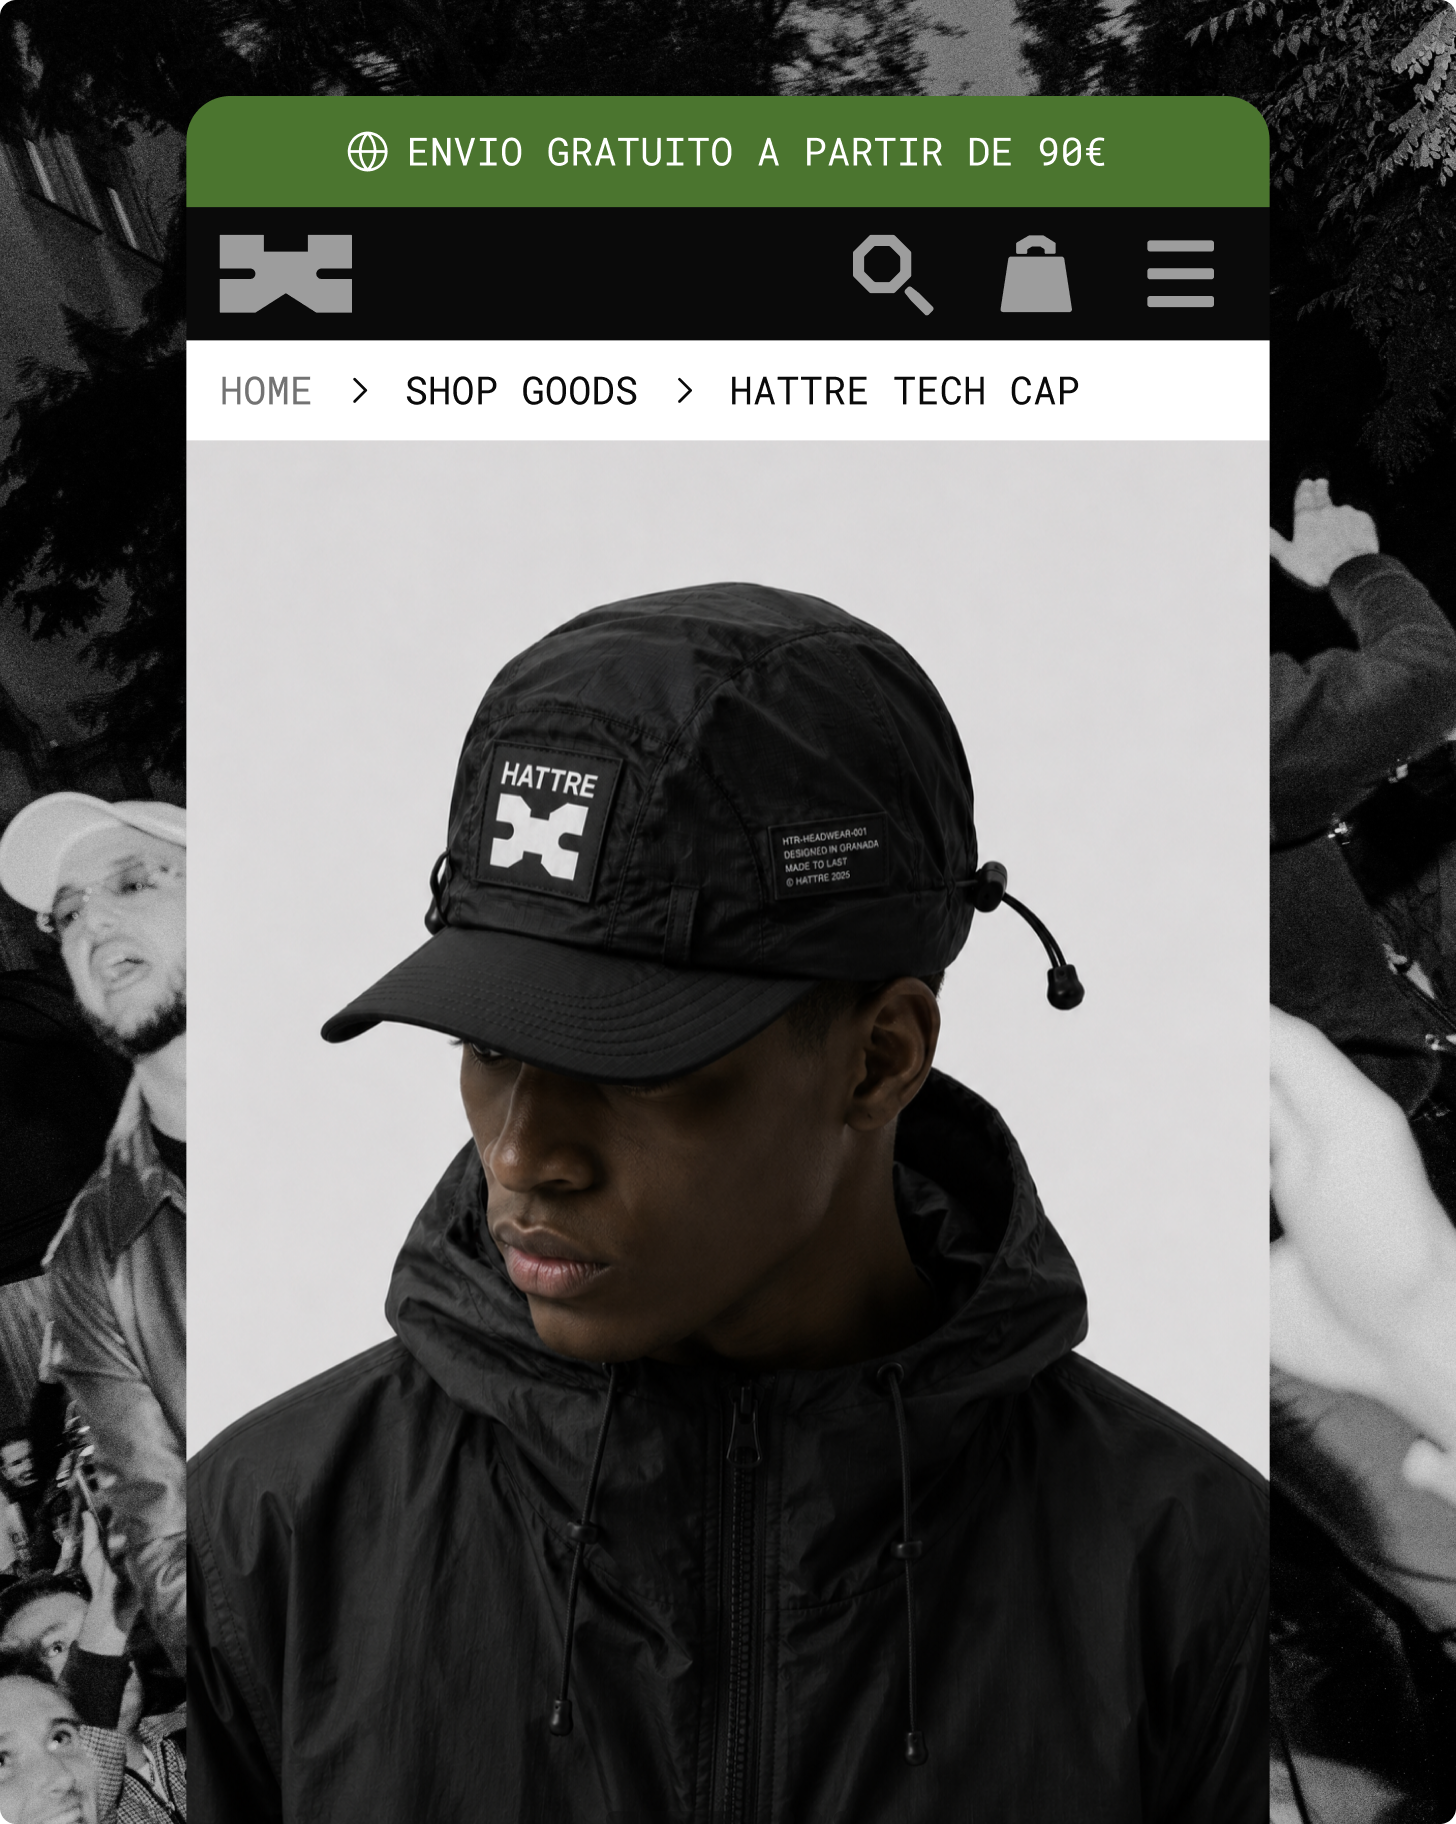 ENVIO GRATUITO A PARTIR DE 90€
HOME > SHOP GOODS > HATTRE TECH CAP
HATTRE
HTR-HEADWEAR-001
DESIGNED IN GRANADA
MADE TO LAST
© HATTRE 2025